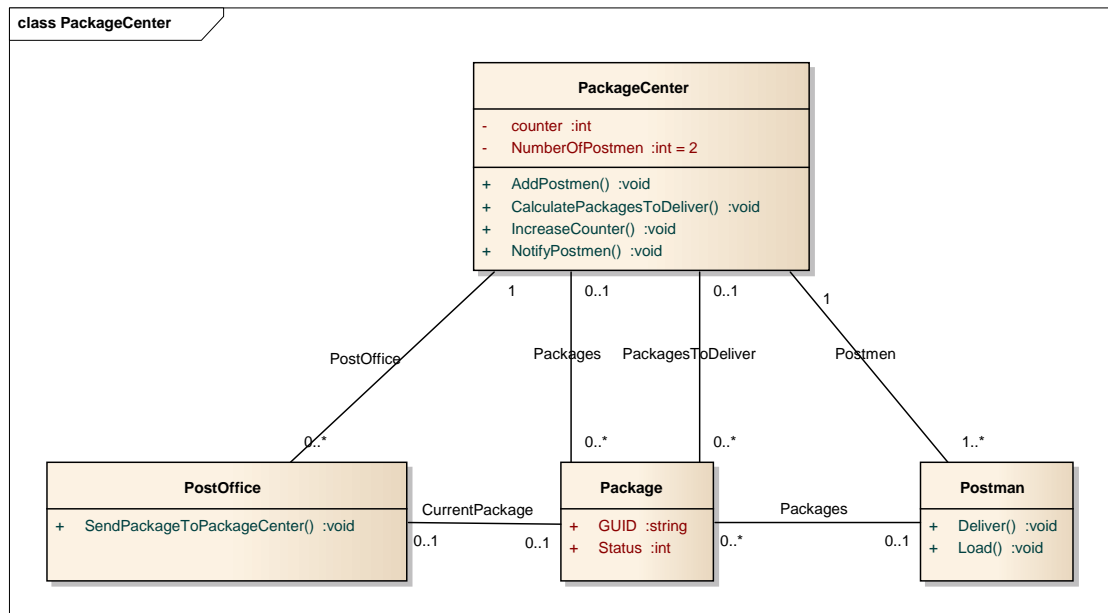 class PackageCenter
PackageCenter
- counter :int
- NumberOfPostmen :int = 2
+ AddPostmen() :void
+ CalculatePackagesToDeliver() :void
+ IncreaseCounter() :void
+ NotifyPostmen() :void
1
0..1
0..1
1
PostOffice
Packages
PackagesToDeliver
Postmen
0..*
0..*
0..*
1..*
PostOffice
+ SendPackageToPackageCenter() :void
CurrentPackage
0..1
0..1
Package
+ GUID :string
+ Status :int
Packages
0..*
0..1
Postman
+ Deliver() :void
+ Load() :void